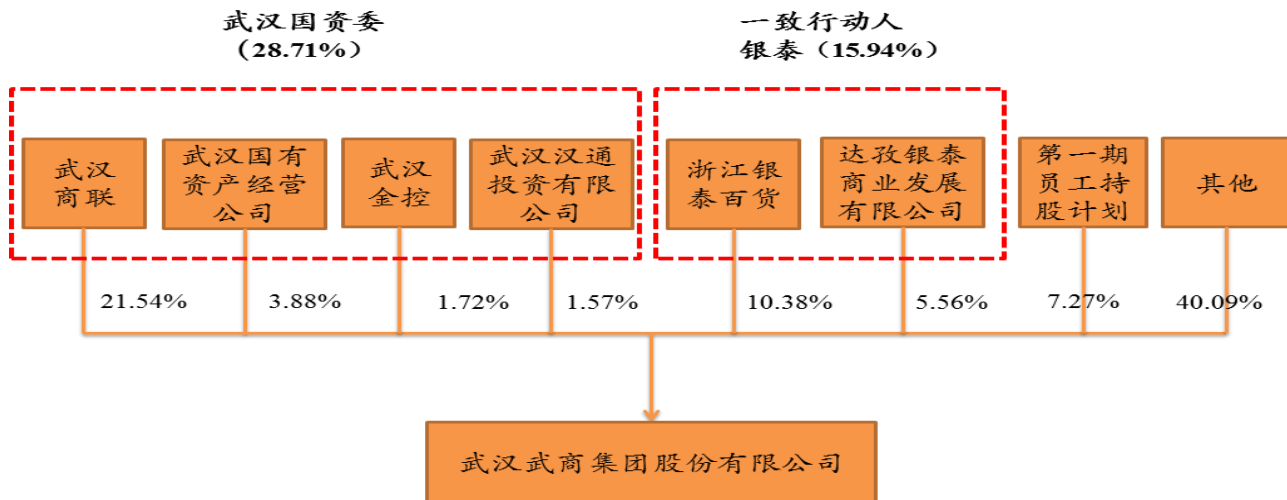 武汉国资委
（28.71%）
一致行动人
银泰（15.94%）
武汉
商联
武汉国有
资产经营
公司
武汉
金控
武汉汉通
投资有限
公司
浙江银
泰百货
达孜银泰
商业发展
有限公司
第一期
员工持
股计划
其他
21.54%
3.88%
1.72%
1.57%
10.38%
5.56%
7.27%
40.09%
武汉武商集团股份有限公司